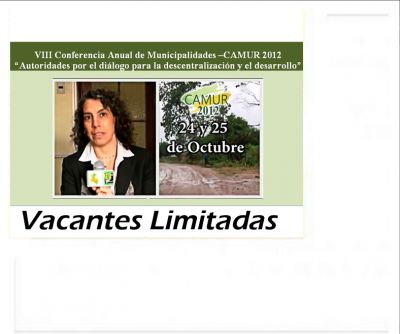 VIII Conferencia Anual de Municipalidades –CAMUR 2012
“Autoridades por el diálogo para la descentralización y el desarrollo”
CAMUR
2012
24 y 25
de Octubre
Vacantes Limitadas